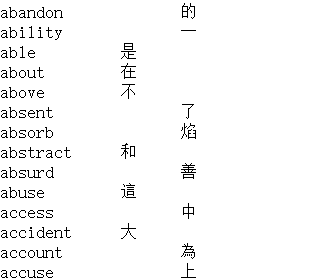 abandon 的
ability 一
able 是
about 在
above 不
absent 了
absorb 焰
abstract 和
absurd 善
abuse 這
access 中
accident 大
account 為
accuse 上